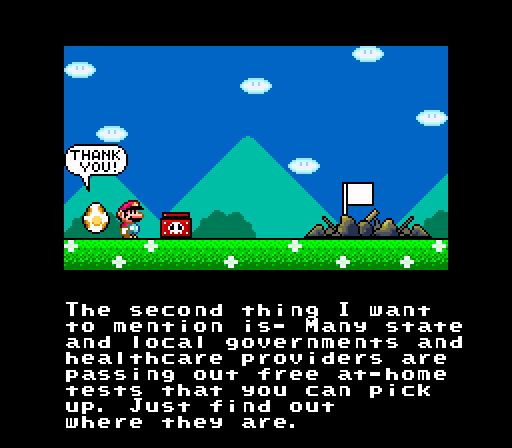 THANK
YOU!
The second thing I want
to mention is- Many state
and local governments and
healthcare providers are
passing out free at-home
tests that you can pick
up. Just find out
where they are.